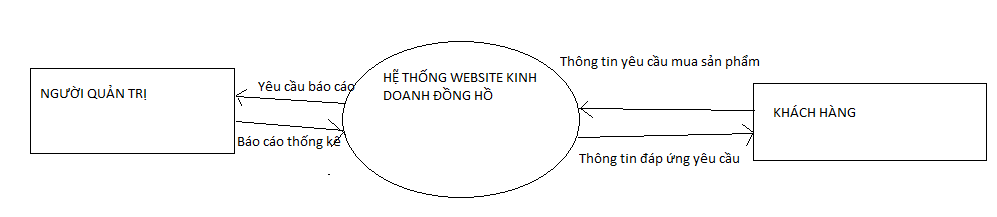 NGƯỜI QUẢN TRỊ
Yêu cầu báo cáo
Báo cáo thống kê
HỆ THỐNG WEBSITE KINH
DOANH ĐỒNG HỒ
Thông tin yêu cầu mua sản phẩm
Thông tin đáp ứng yêu cầu
KHÁCH HÀNG